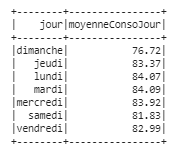 +--------+-----------------+
|    jour|moyenneConsoJour|
+--------+-----------------+
|dimanche|            76.72|
|   jeudi|            83.37|
|   lundi|            84.07|
|   mardi|            84.09|
|mercredi|            83.92|
|  samedi|            81.83|
|vendredi|            82.99|
+--------+-----------------+